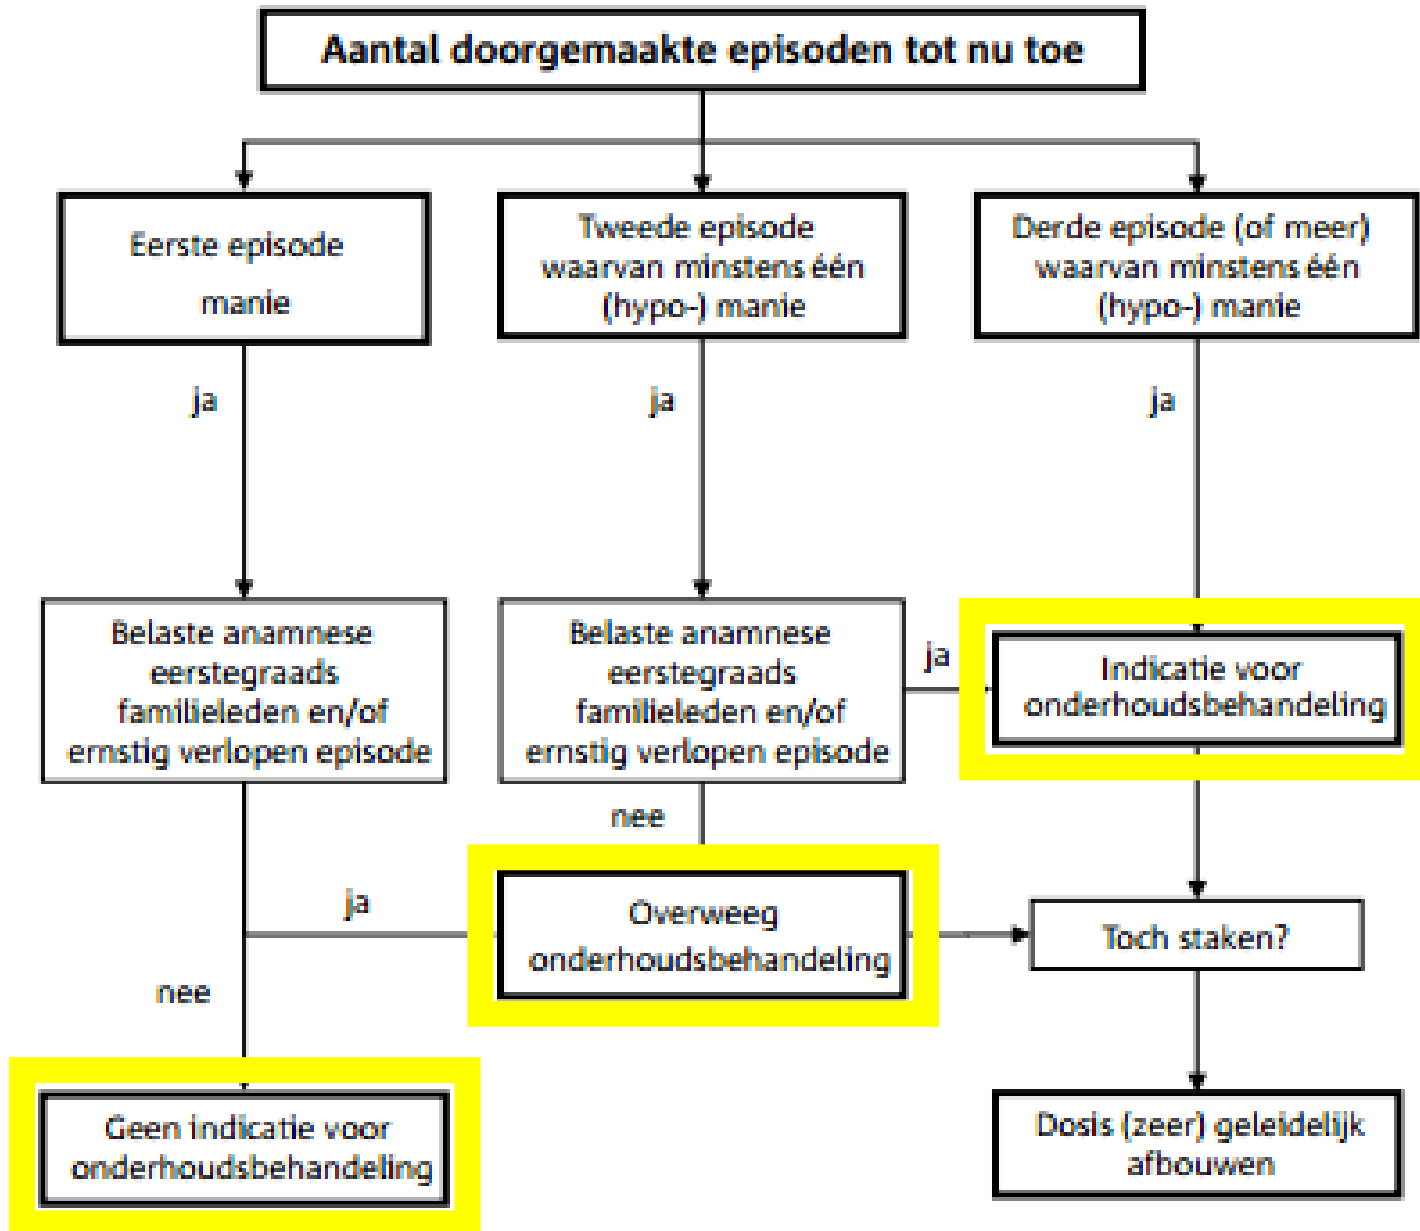 Aantal doorgemaakte episoden tot nu toe
Eerste episode
manie
Tweede episode
waarvan minstens één
(hypo-) manie
Derde episode (of meer)
waarvan minstens één
(hypo-) manie
ja
ja
ja
Belaste anamnese
eerstegraads
familieleden en/of
ernstig verlopen episode
Belaste anamnese
eerstegraads
familieleden en/of
ernstig verlopen episode
ja
Indicatie voor
onderhoudsbehandeling
nee
ja
Overweeg
onderhoudsbehandeling
Toch staken?
nee
Geen indicatie voor
onderhoudsbehandeling
Dosis (zeer) geleidelijk
afbouwen